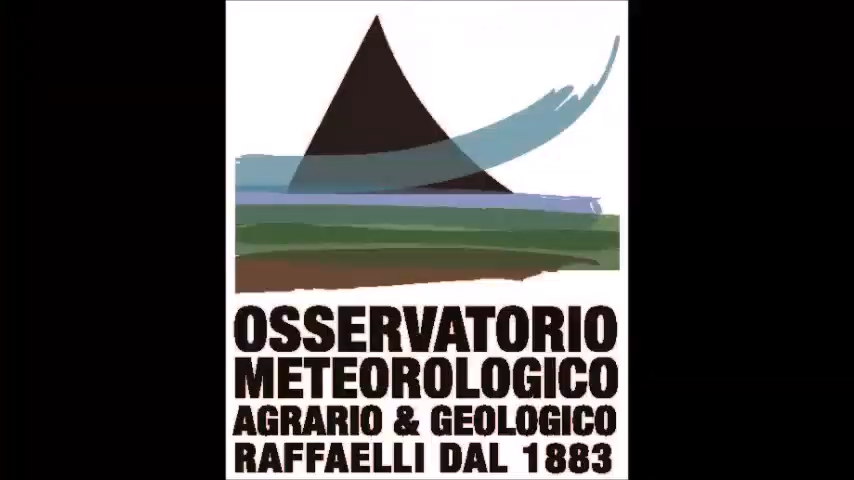 OSSERVATORIO
METEOROLOGICO
AGRARIO & GEOLOGICO
RAFFAELLI DAL 1883